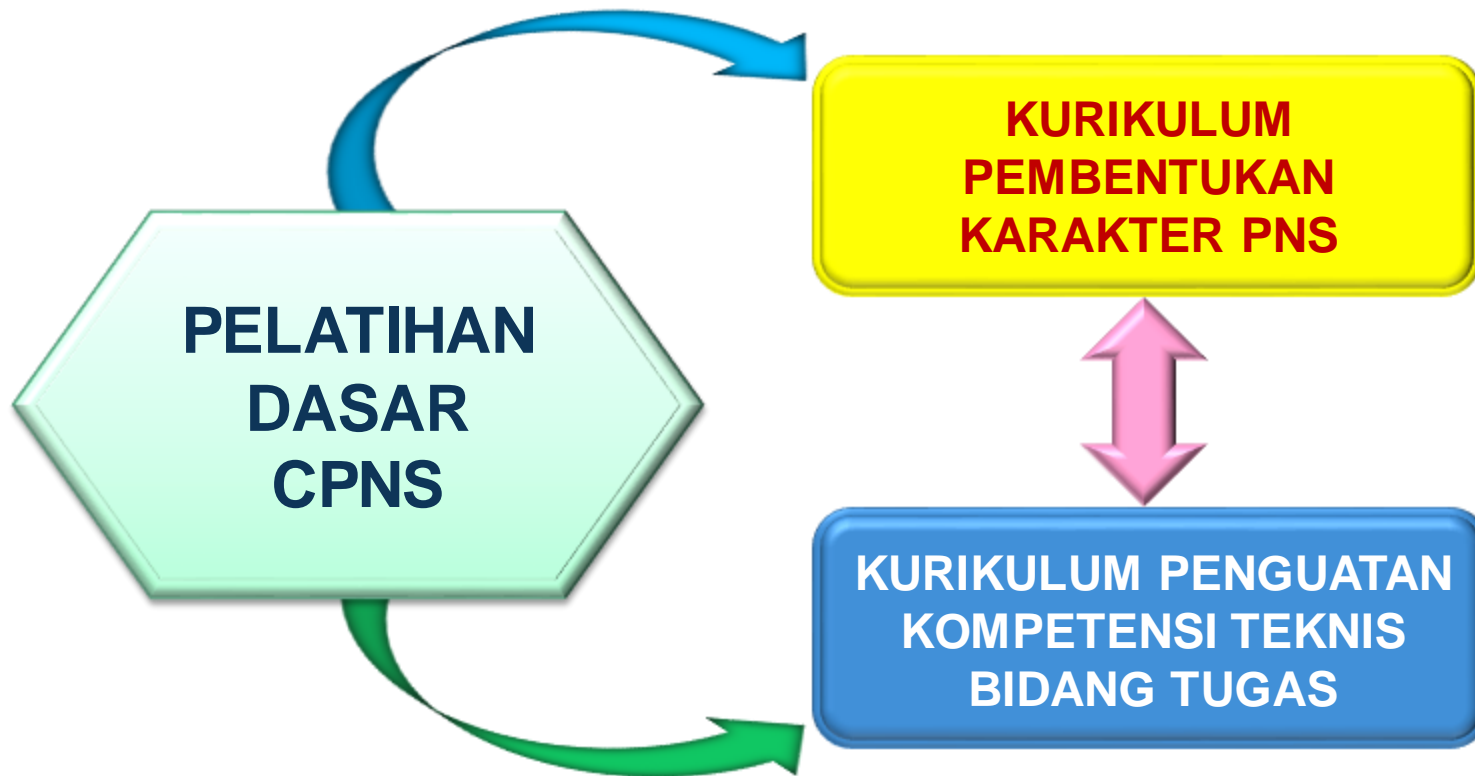 PELATIHAN
DASAR
CPNS
KURIKULUM
PEMBENTUKAN
KARAKTER PNS
KURIKULUM PENGUATAN
KOMPETENSI TEKNIS
BIDANG TUGAS